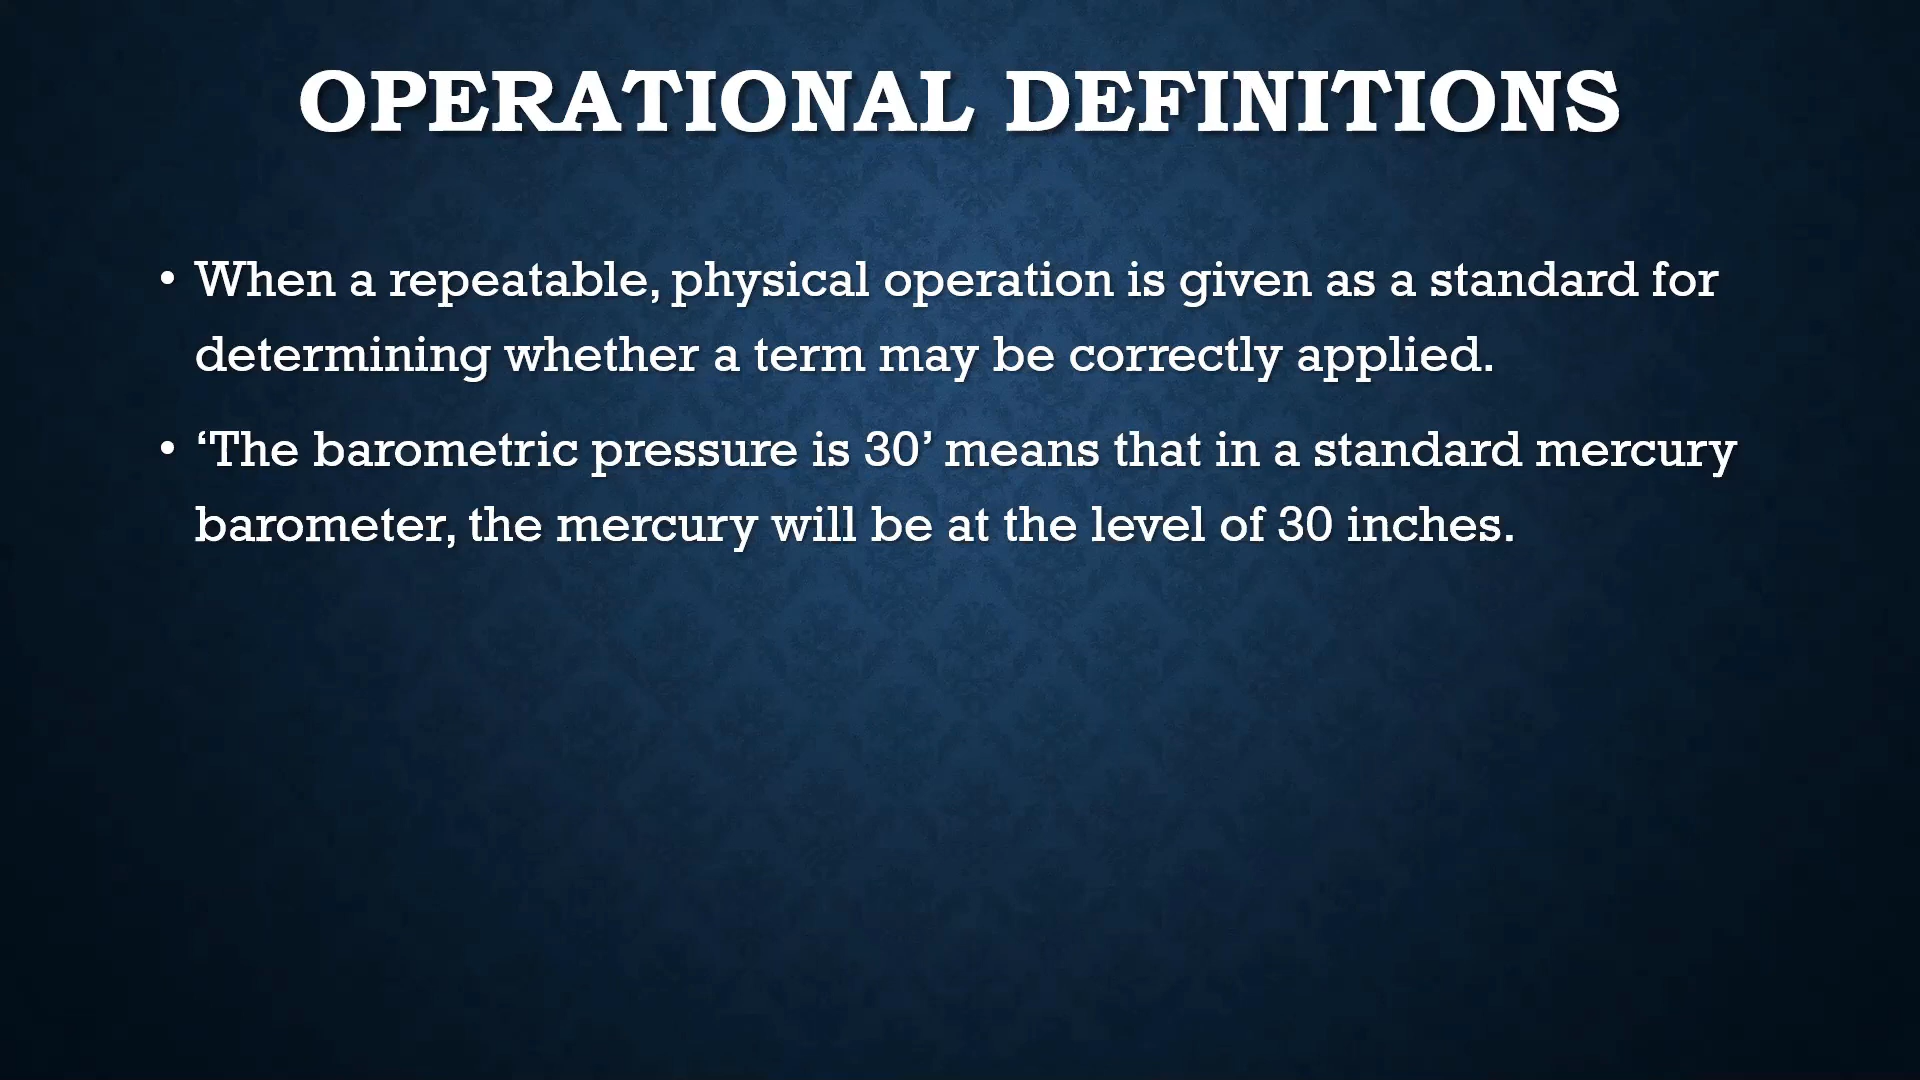 OPERATIONAL DEFINITIONS
• When a repeatable, physical operation is given as a standard for
determining whether a term may be correctly applied.
• ‘The barometric pressure is 30’ means that in a standard mercury
barometer, the mercury will be at the level of 30 inches.